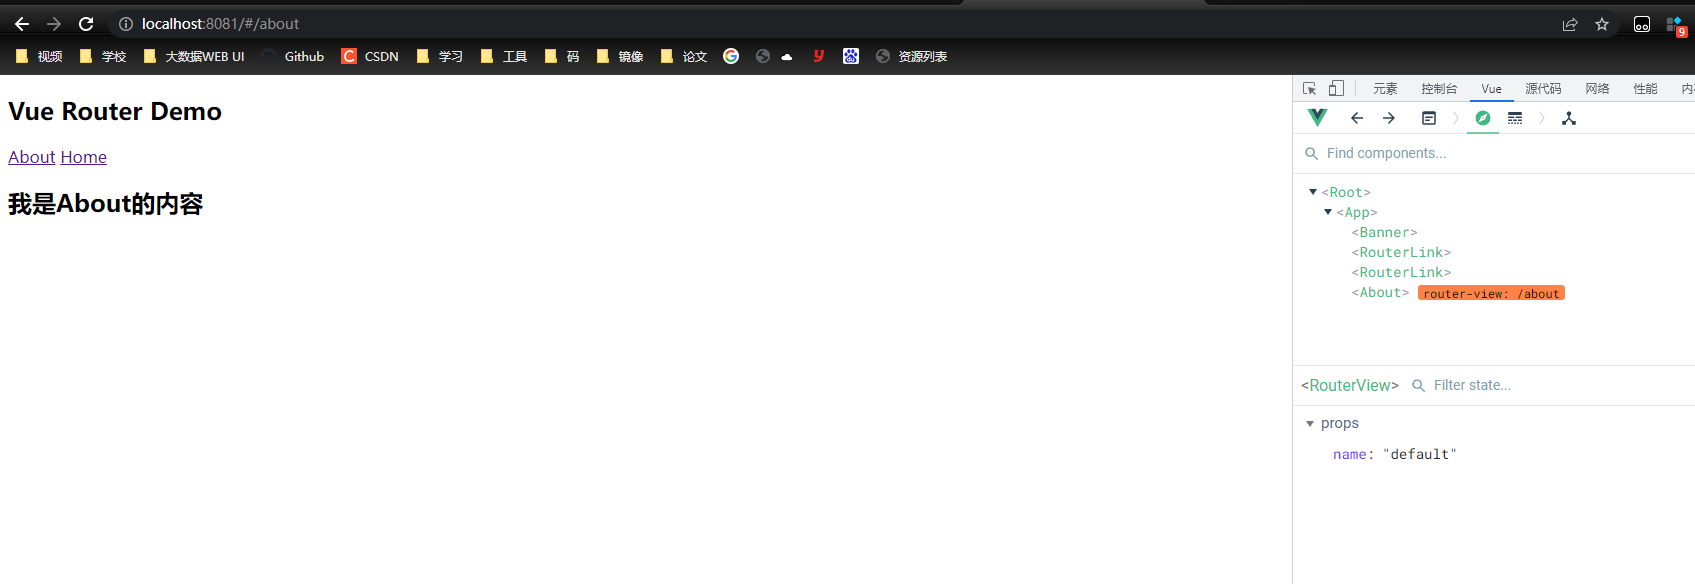 localhost:8081/#/about
9
视频 学校 大数据WEB UI Github C CSDN 学习 工具 码 镜像 论文 资源列表
Vue Router Demo
About Home
我是About的内容
元素 控制台 Vue 源代码 网络 性能
Find components...
<Root>
<App>
<Banner>
<RouterLink>
<RouterLink>
<About> router-view: /about
<RouterView> Filter state...
props
name: "default"